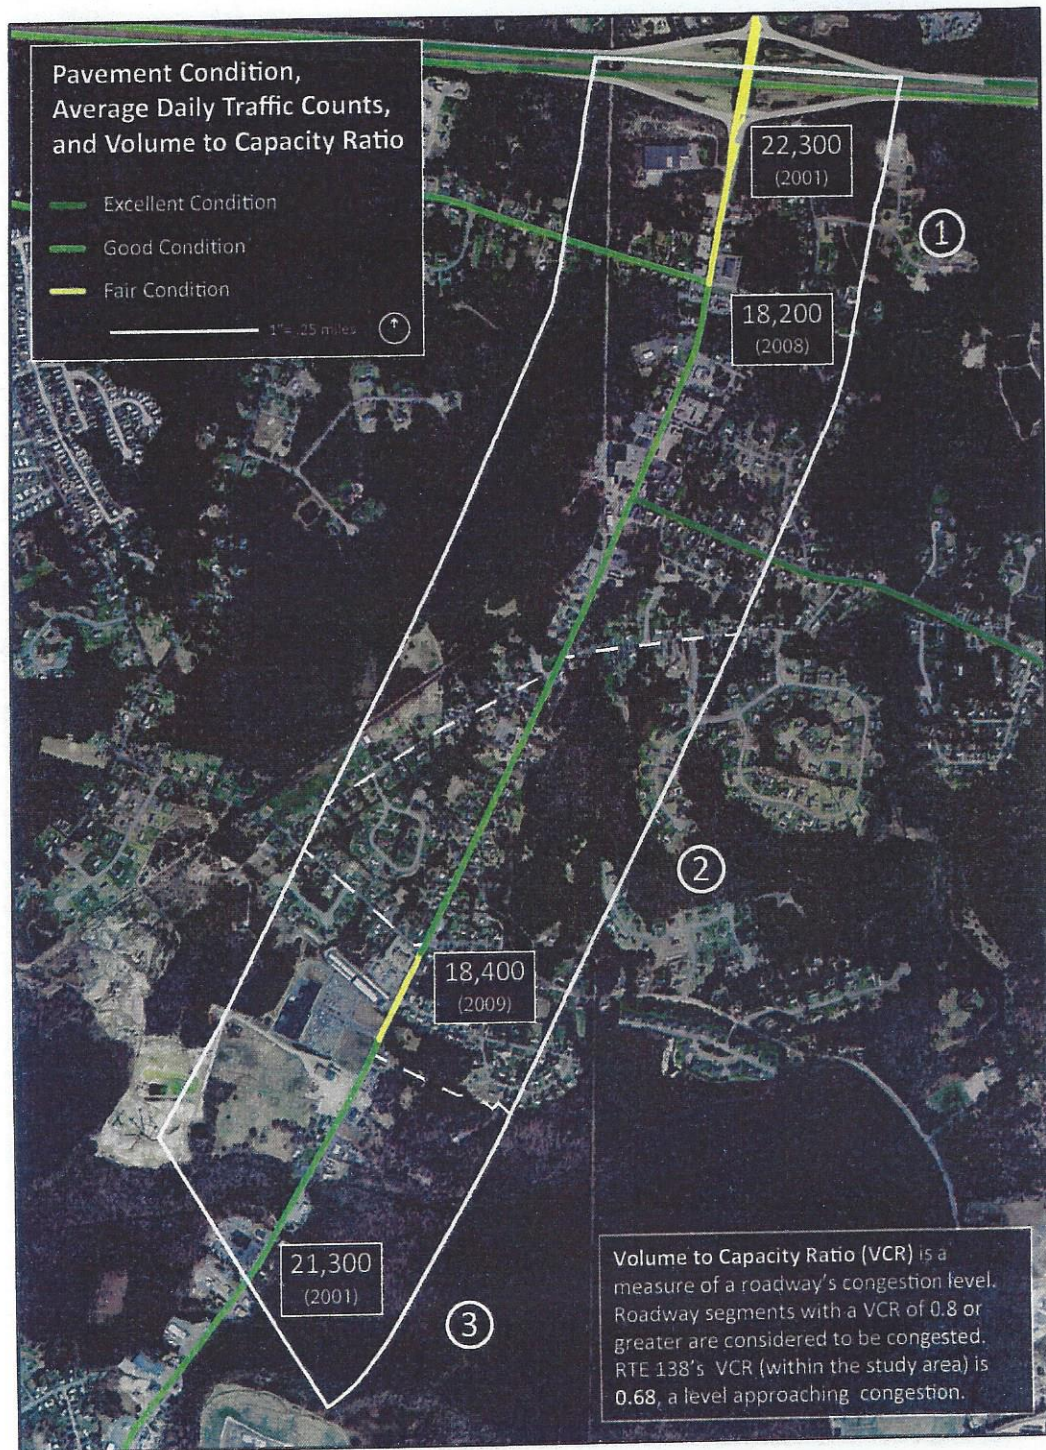 Pavement Condition,
Average Daily Traffic Counts,
and Volume to Capacity Ratio
Excellent Condition
Good Condition
Fair Condition
1"= .25 miles
22,300
(2001)
1
18,200
(2008)
2
18,400
(2009)
21,300
(2001)
3
Volume to Capacity Ratio (VCR) is a
measure of a roadway's congestion level.
Roadway segments with a VCR of 0.8 or
greater are considered to be congested.
RTE 138's VCR (within the study area) is
0.68, a level approaching congestion.